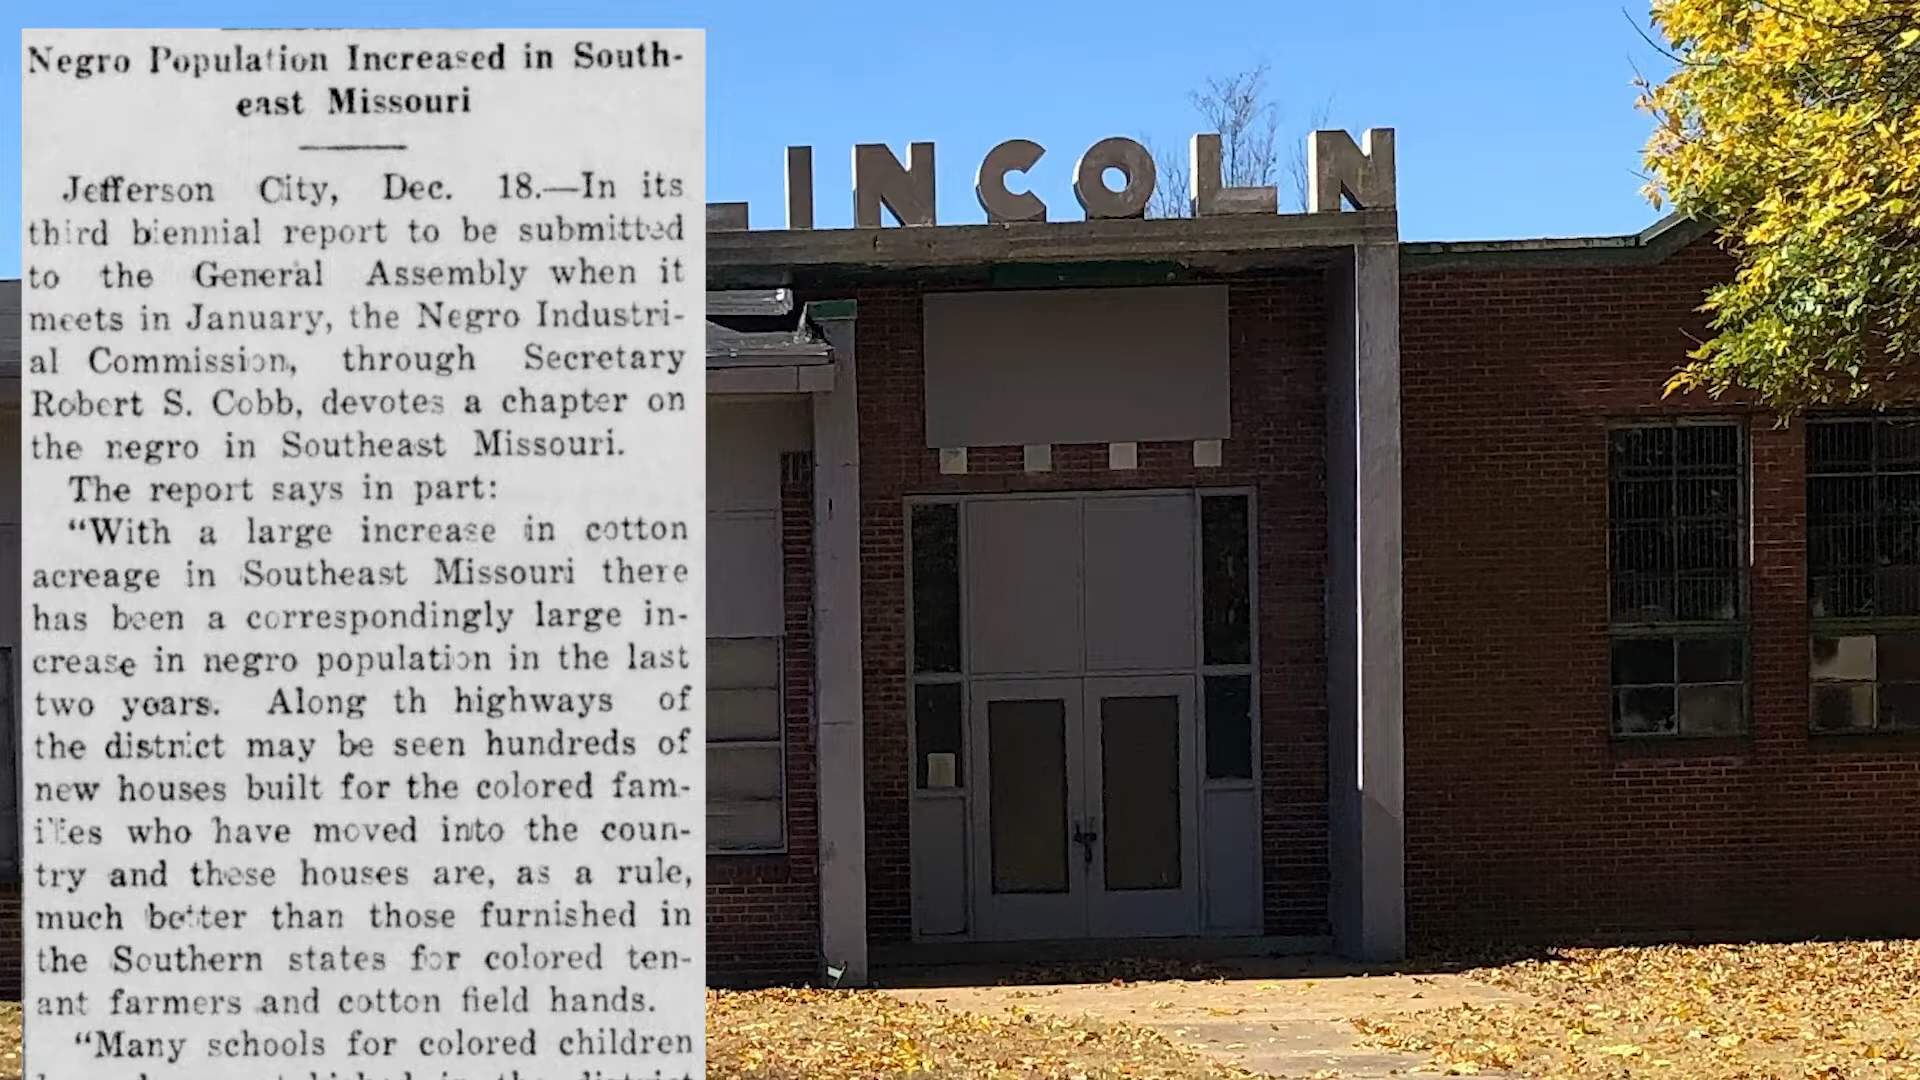 Negro Population Increased in South-
east Missouri
Jefferson City, Dec. 18.—In its
third biennial report to be submitted
to the General Assembly when it
meets in January, the Negro Industri-
al Commission, through Secretary
Robert S. Cobb, devotes a chapter on
the negro in Southeast Missouri.
The report says in part:
"With a large increase in cotton
acreage in Southeast Missouri there
has been a correspondingly large in-
crease in negro population in the last
two years. Along th highways of
the district may be seen hundreds of
new houses built for the colored fam-
ilies who have moved into the coun-
try and these houses are, as a rule,
much better than those furnished in
the Southern states for colored ten-
ant farmers and cotton field hands.
"Many schools for colored children
in the district
INCOLN